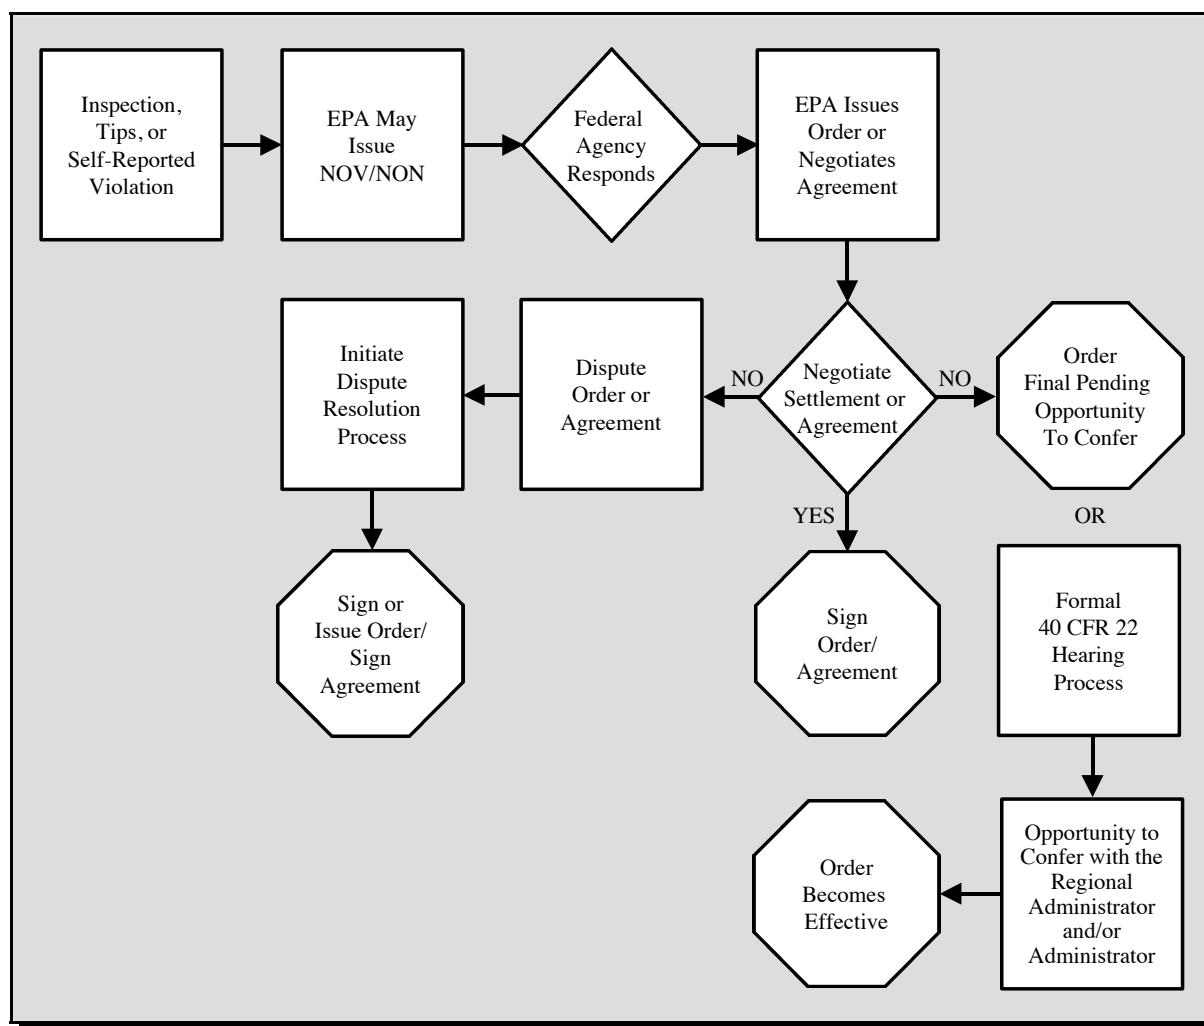 Inspection,
Tips, or
Self-Reported
Violation
EPA May
Issue
NOV/NON
Federal
Agency
Responds
EPA Issues
Order or
Negotiates
Agreement
Initiate
Dispute
Resolution
Process
Dispute
Order or
Agreement
NO
Negotiate
Settlement or
Agreement
NO
Order
Final Pending
Opportunity
To Confer
YES
OR
Sign or
Issue Order/
Sign
Agreement
Sign
Order/
Agreement
Formal
40 CFR 22
Hearing
Process
Order
Becomes
Effective
Opportunity to
Confer with the
Regional
Administrator
and/or
Administrator